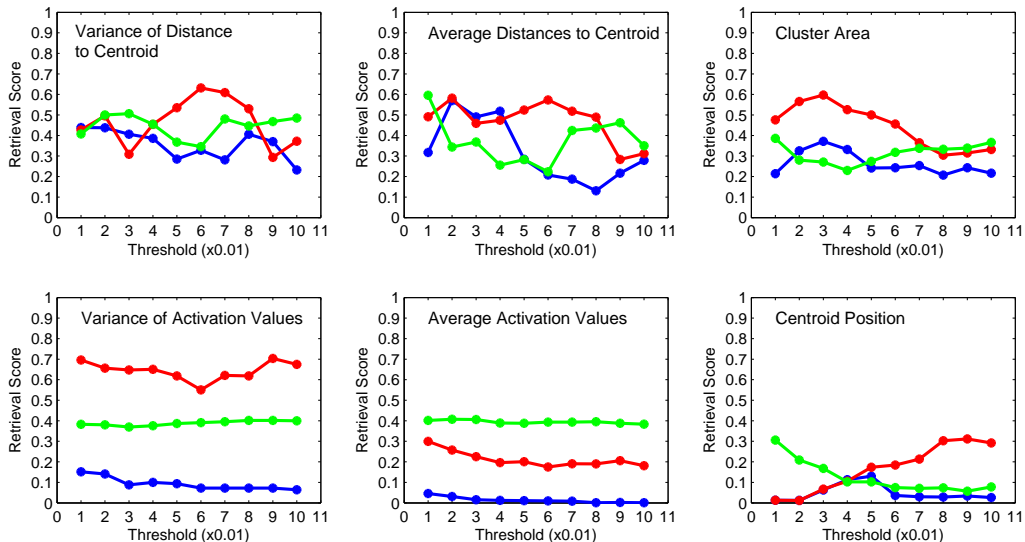 Variance of Distance
to Centroid
Retrieval Score
1
0.9
0.8
0.7
0.6
0.5
0.4
0.3
0.2
0.1
0
0 1 2 3 4 5 6 7 8 9 10 11
Threshold (x0.01)
Average Distances to Centroid
Retrieval Score
1
0.9
0.8
0.7
0.6
0.5
0.4
0.3
0.2
0.1
0
0 1 2 3 4 5 6 7 8 9 10 11
Threshold (x0.01)
Cluster Area
Retrieval Score
1
0.9
0.8
0.7
0.6
0.5
0.4
0.3
0.2
0.1
0
0 1 2 3 4 5 6 7 8 9 10 11
Threshold (x0.01)
Variance of Activation Values
Retrieval Score
1
0.9
0.8
0.7
0.6
0.5
0.4
0.3
0.2
0.1
0
0 1 2 3 4 5 6 7 8 9 10 11
Threshold (x0.01)
Average Activation Values
Retrieval Score
1
0.9
0.8
0.7
0.6
0.5
0.4
0.3
0.2
0.1
0
0 1 2 3 4 5 6 7 8 9 10 11
Threshold (x0.01)
Centroid Position
Retrieval Score
1
0.9
0.8
0.7
0.6
0.5
0.4
0.3
0.2
0.1
0
0 1 2 3 4 5 6 7 8 9 10 11
Threshold (x0.01)